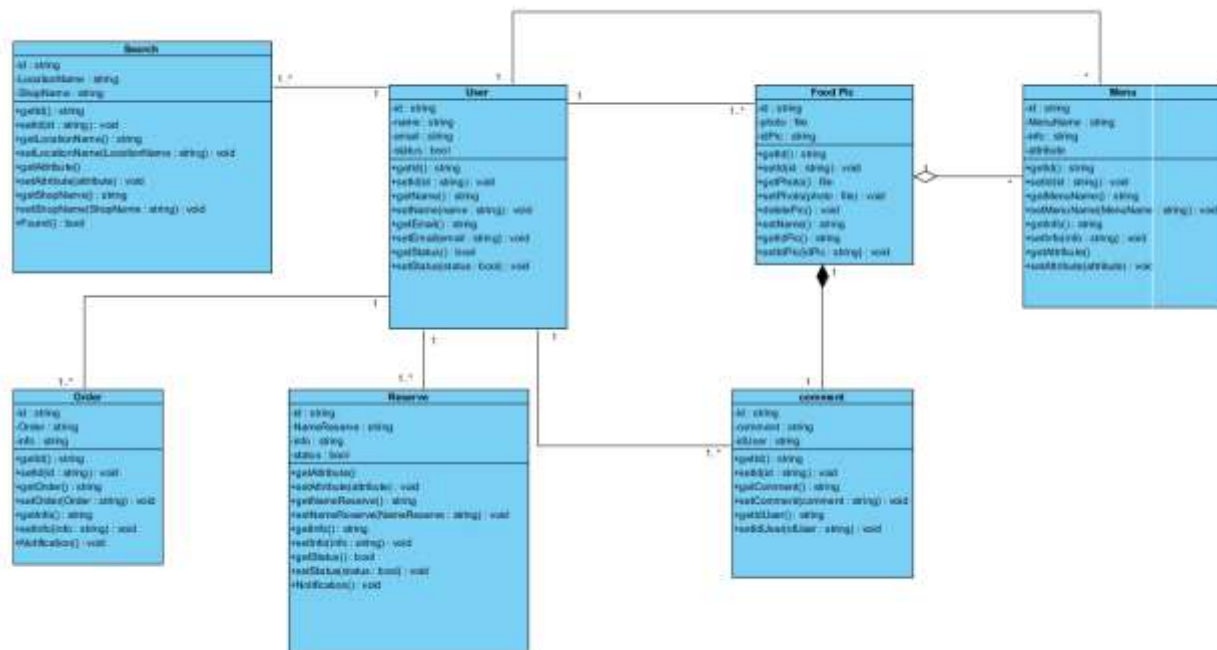 Search
-id : string
-LocationName : string
-ShopName : string
+getId() : string
+setId(id : string) : void
+getLocationName() : string
+setLocationName(LocationName : string) : void
+getAttribute()
+setAttribute(attribute) : void
+getShopName() : string
+setShopName(ShopName : string) : void
+Found() : bool
1..*
1
1
User
-id : string
-name : string
-email : string
-status : bool
+getId() : string
+setId(id : string) : void
+getName() : string
+setName(name : string) : void
+getEmail() : string
+setEmail(email : string) : void
+getStatus() : bool
+setStatus(status : bool) : void
1
1..*
Food Pic
-id : string
-photo : file
-idPic : string
+getId() : string
+setId(id : string) : void
+getPhoto() : file
+setPhoto(photo : file) : void
+deletePic() : void
+setName() : string
+getIdPic() : string
+setIdPic(idPic : string) : void
1
*
*
Menu
-id : string
-MenuName : string
-info : string
-attribute
+getId() : string
+setId(id : string) : void
+getMenuName() : string
+setMenuName(MenuName : string) : void
+getInfo() : string
+setInfo(info : string) : void
+getAttribute()
+setAttribute(attribute) : void
1
1
1
1
1
1..*
Order
-id : string
-Order : string
-info : string
+getId() : string
+setId(id : string) : void
+getOrder() : string
+setOrder(Order : string) : void
+getInfo() : string
+setInfo(info : string) : void
+Notification() : void
1..*
Reserve
-id : string
-NameReserve : string
-info : string
-status : bool
+getAttribute()
+setAttribute(attribute) : void
+getNameReserve() : string
+setNameReserve(NameReserve : string) : void
+getInfo() : string
+setInfo(info : string) : void
+getStatus() : bool
+setStatus(status : bool) : void
+Notification() : void
1..*
comment
-id : string
-comment : string
-idUser : string
+getId() : string
+setId(id : string) : void
+getComment() : string
+setComment(comment : string) : void
+getIdUser() : string
+setIdUser(idUser : string) : void